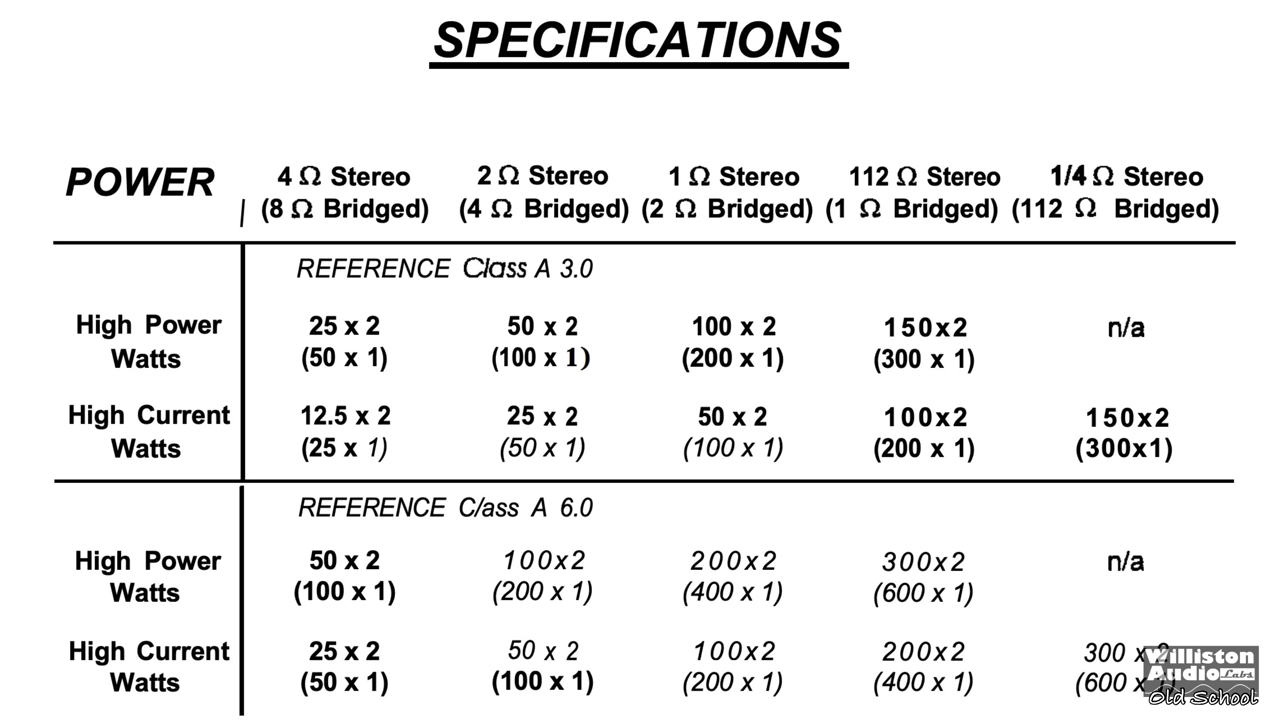 SPECIFICATIONS
POWER
4 Ω Stereo 2 Ω Stereo 1 Ω Stereo 112 Ω Stereo 1/4 Ω Stereo
(8 Ω Bridged) (4 Ω Bridged) (2 Ω Bridged) (1 Ω Bridged) (112 Ω Bridged)
REFERENCE Class A 3.0
High Power 25 x 2 50 x 2 100 x 2 150x2 n/a
Watts (50 x 1) (100 x 1) (200 x 1) (300 x 1)
High Current 12.5 x 2 25 x 2 50 x 2 100x2 150x2
Watts (25 x 1) (50 x 1) (100 x 1) (200 x 1) (300x1)
REFERENCE C/ass A 6.0
High Power 50 x 2 100x2 200x2 300x2 n/a
Watts (100 x 1) (200 x 1) (400 x 1) (600 x 1)
High Current 25 x 2 50 x 2 100x2 200x2 300 x 2
Watts (50 x 1) (100 x 1) (200 x 1) (400 x 1) (600 x
Williston
Audio Labs
Old School